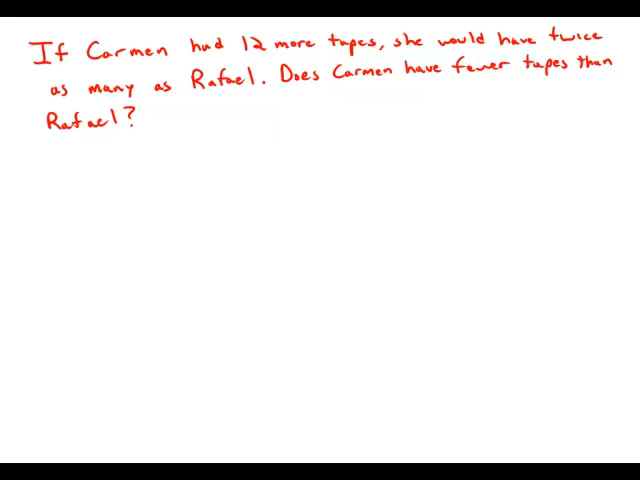 If Carmen had 12 more tapes, she would have twice
as many as Rafael. Does Carmen have fewer tapes than
Rafael?